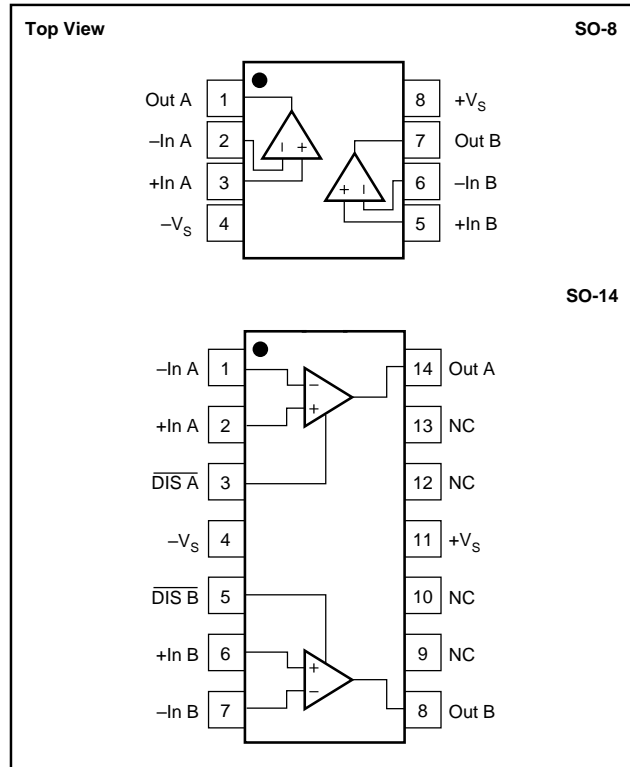 Top View SO-8
Out A 1 8 +VS
–In A 2 7 Out B
+In A 3 6 –In B
–VS 4 5 +In B
– +
+ –
SO-14
–In A 1 14 Out A
+In A 2 13 NC
DIS A 3 12 NC
–VS 4 11 +VS
DIS B 5 10 NC
+In B 6 9 NC
–In B 7 8 Out B
–
+
+
–